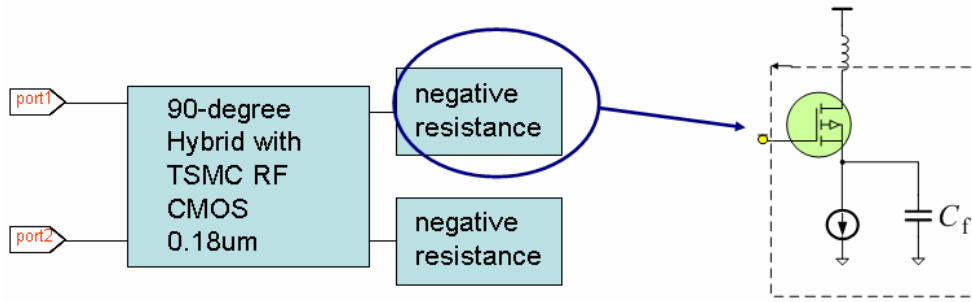 port1
90-degree
Hybrid with
TSMC RF
CMOS
0.18um
port2
negative
resistance
negative
resistance
Cf